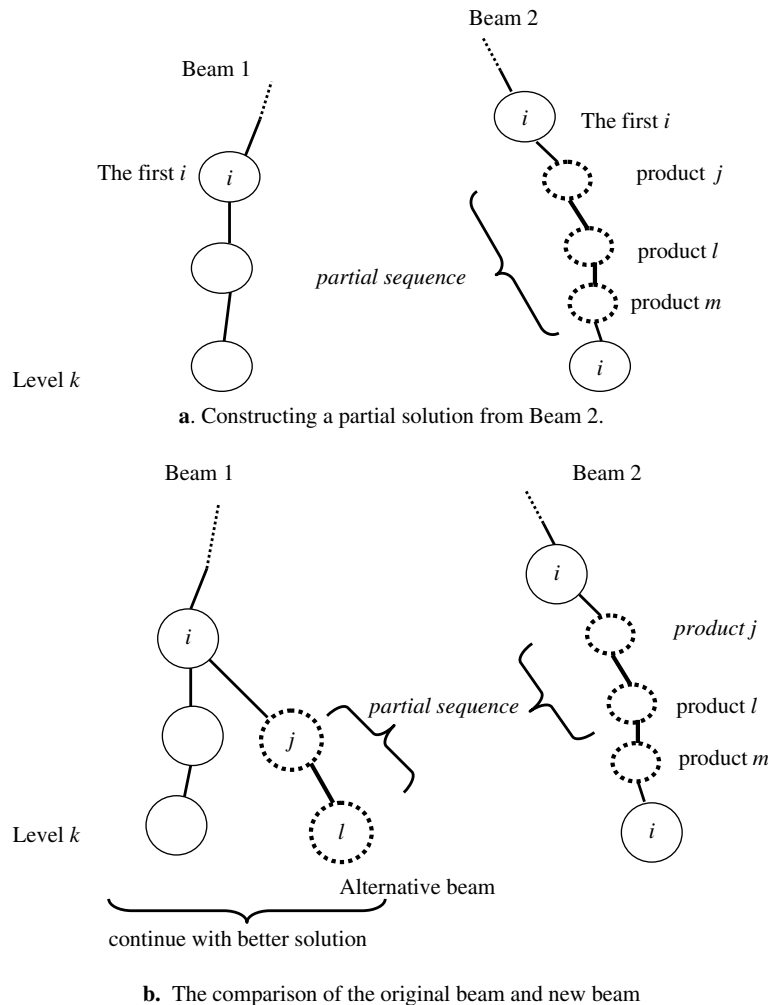 Beam 2
Beam 1
i
The first i
The first i
i
product j
product l
partial sequence
product m
i
Level k
a. Constructing a partial solution from Beam 2.
Beam 1
Beam 2
i
i
product j
partial sequence
product l
j
product m
Level k
l
i
Alternative beam
continue with better solution
b. The comparison of the original beam and new beam